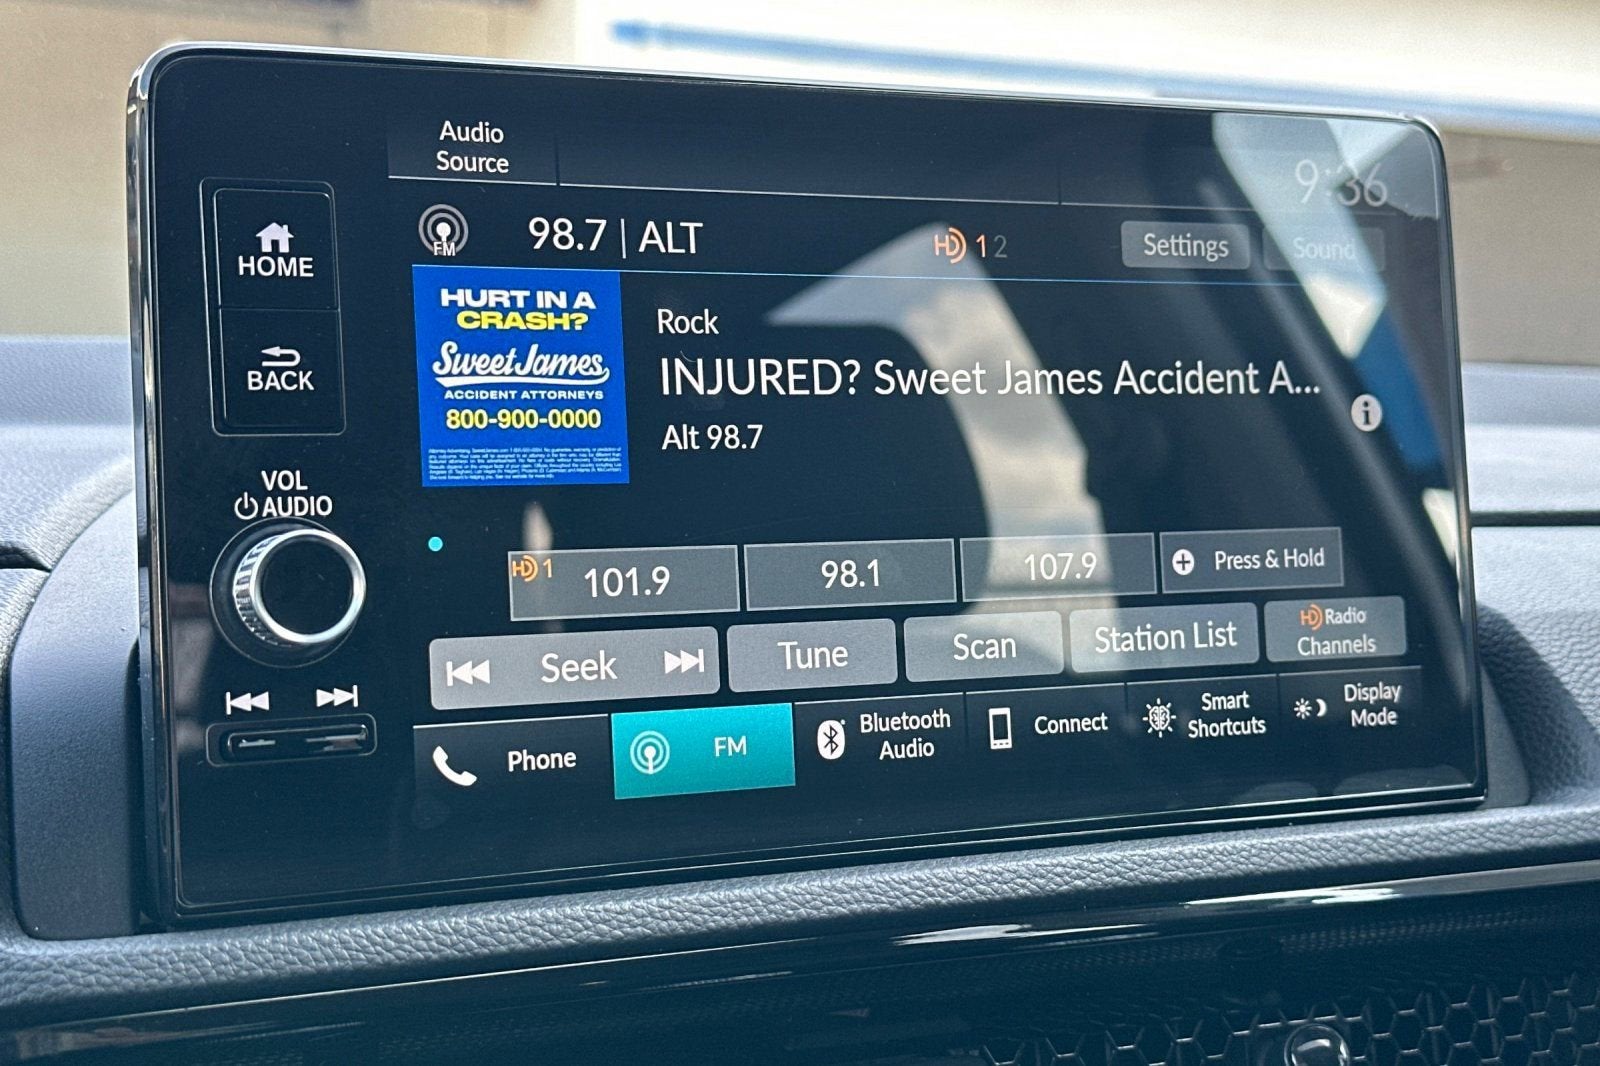 Audio
Source
9:36
FM
98.7 | ALT
HD 1 2
Settings
Sound
HOME
BACK
VOL
AUDIO
HURT IN A
CRASH?
Sweet James
ACCIDENT ATTORNEYS
800-900-0000
Rock
INJURED? Sweet James Accident A...
Alt 98.7
i
HD 1
101.9
98.1
107.9
Press & Hold
Seek
Tune
Scan
Station List
HD Radio
Channels
Phone
FM
Bluetooth
Audio
Connect
Smart
Shortcuts
Display
Mode